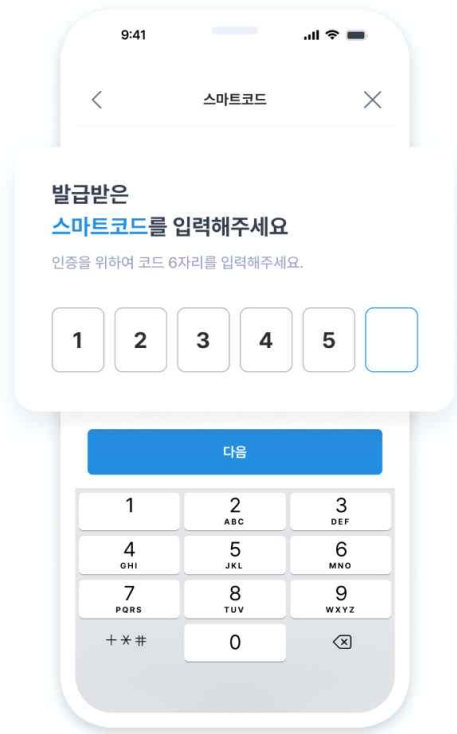 9:41
스마트코드
발급받은
스마트코드를 입력해주세요
인증을 위하여 코드 6자리를 입력해주세요.
1 2 3 4 5
다음
1 2 3
ABC DEF
4 5 6
GHI JKL MNO
7 8 9
PQRS TUV WXYZ
+*# 0